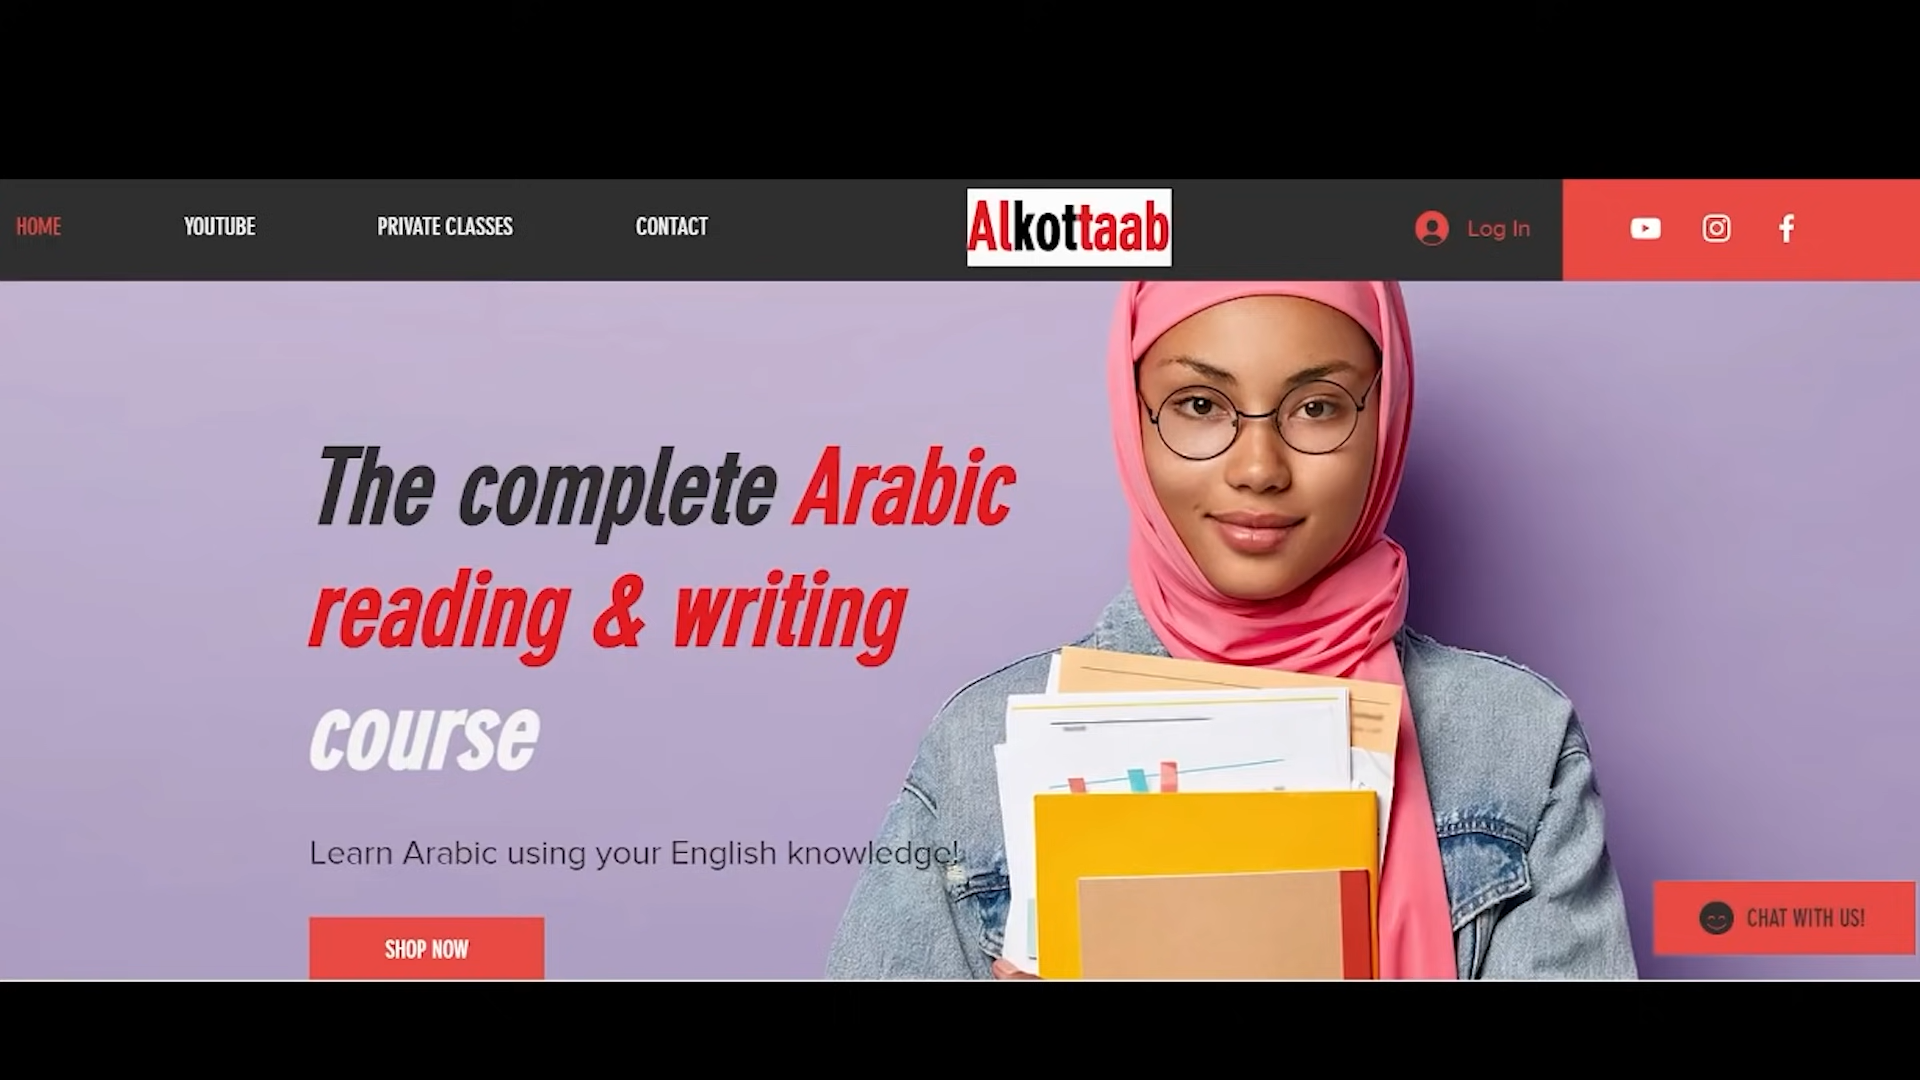 HOME YOUTUBE PRIVATE CLASSES CONTACT Alkottaab Log In
The complete Arabic
reading & writing
course
Learn Arabic using your English knowledge!
SHOP NOW
CHAT WITH US!